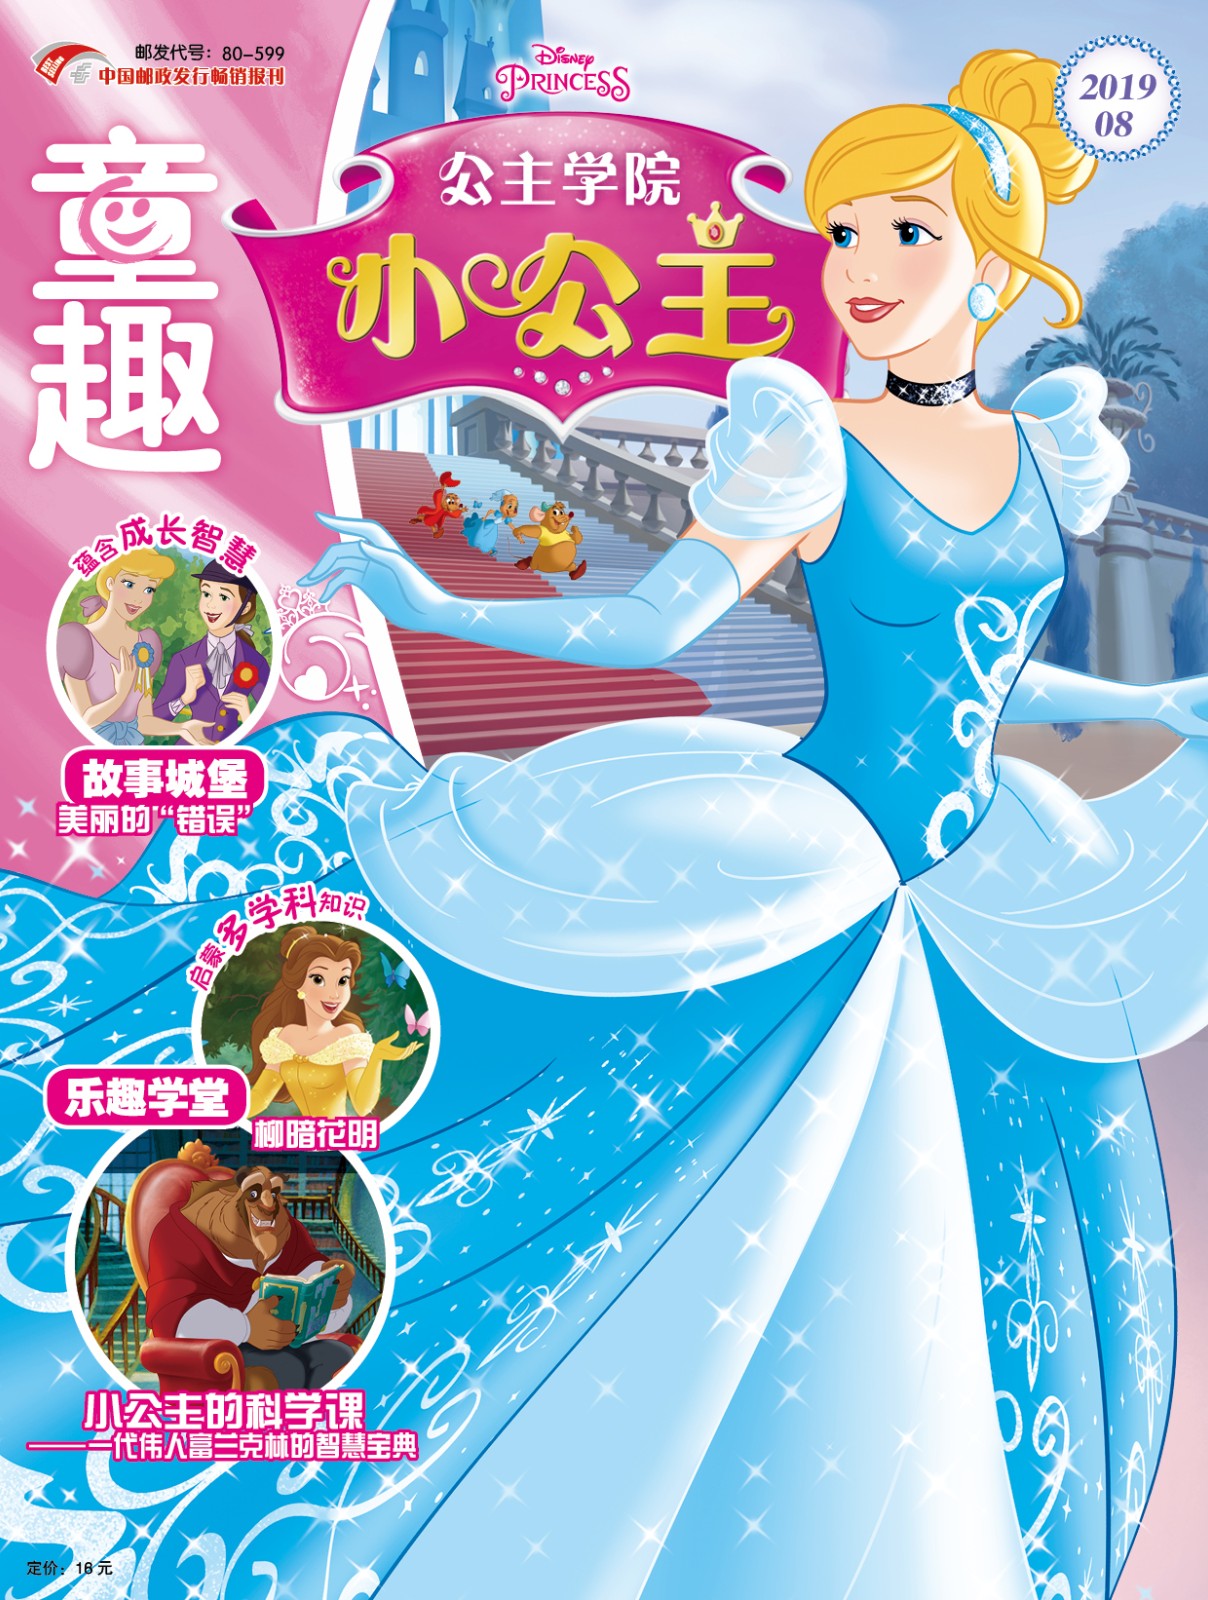 邮发代号：80-599
BEST SELLING
中国邮政发行畅销报刊
Disney
PRINCESS
2019
08
童趣
公主学院
小公主
蕴含成长智慧
故事城堡
美丽的“错误”
启蒙多学科知识
乐趣学堂
柳暗花明
小公主的科学课
——一代伟人富兰克林的智慧宝典
定价：16元